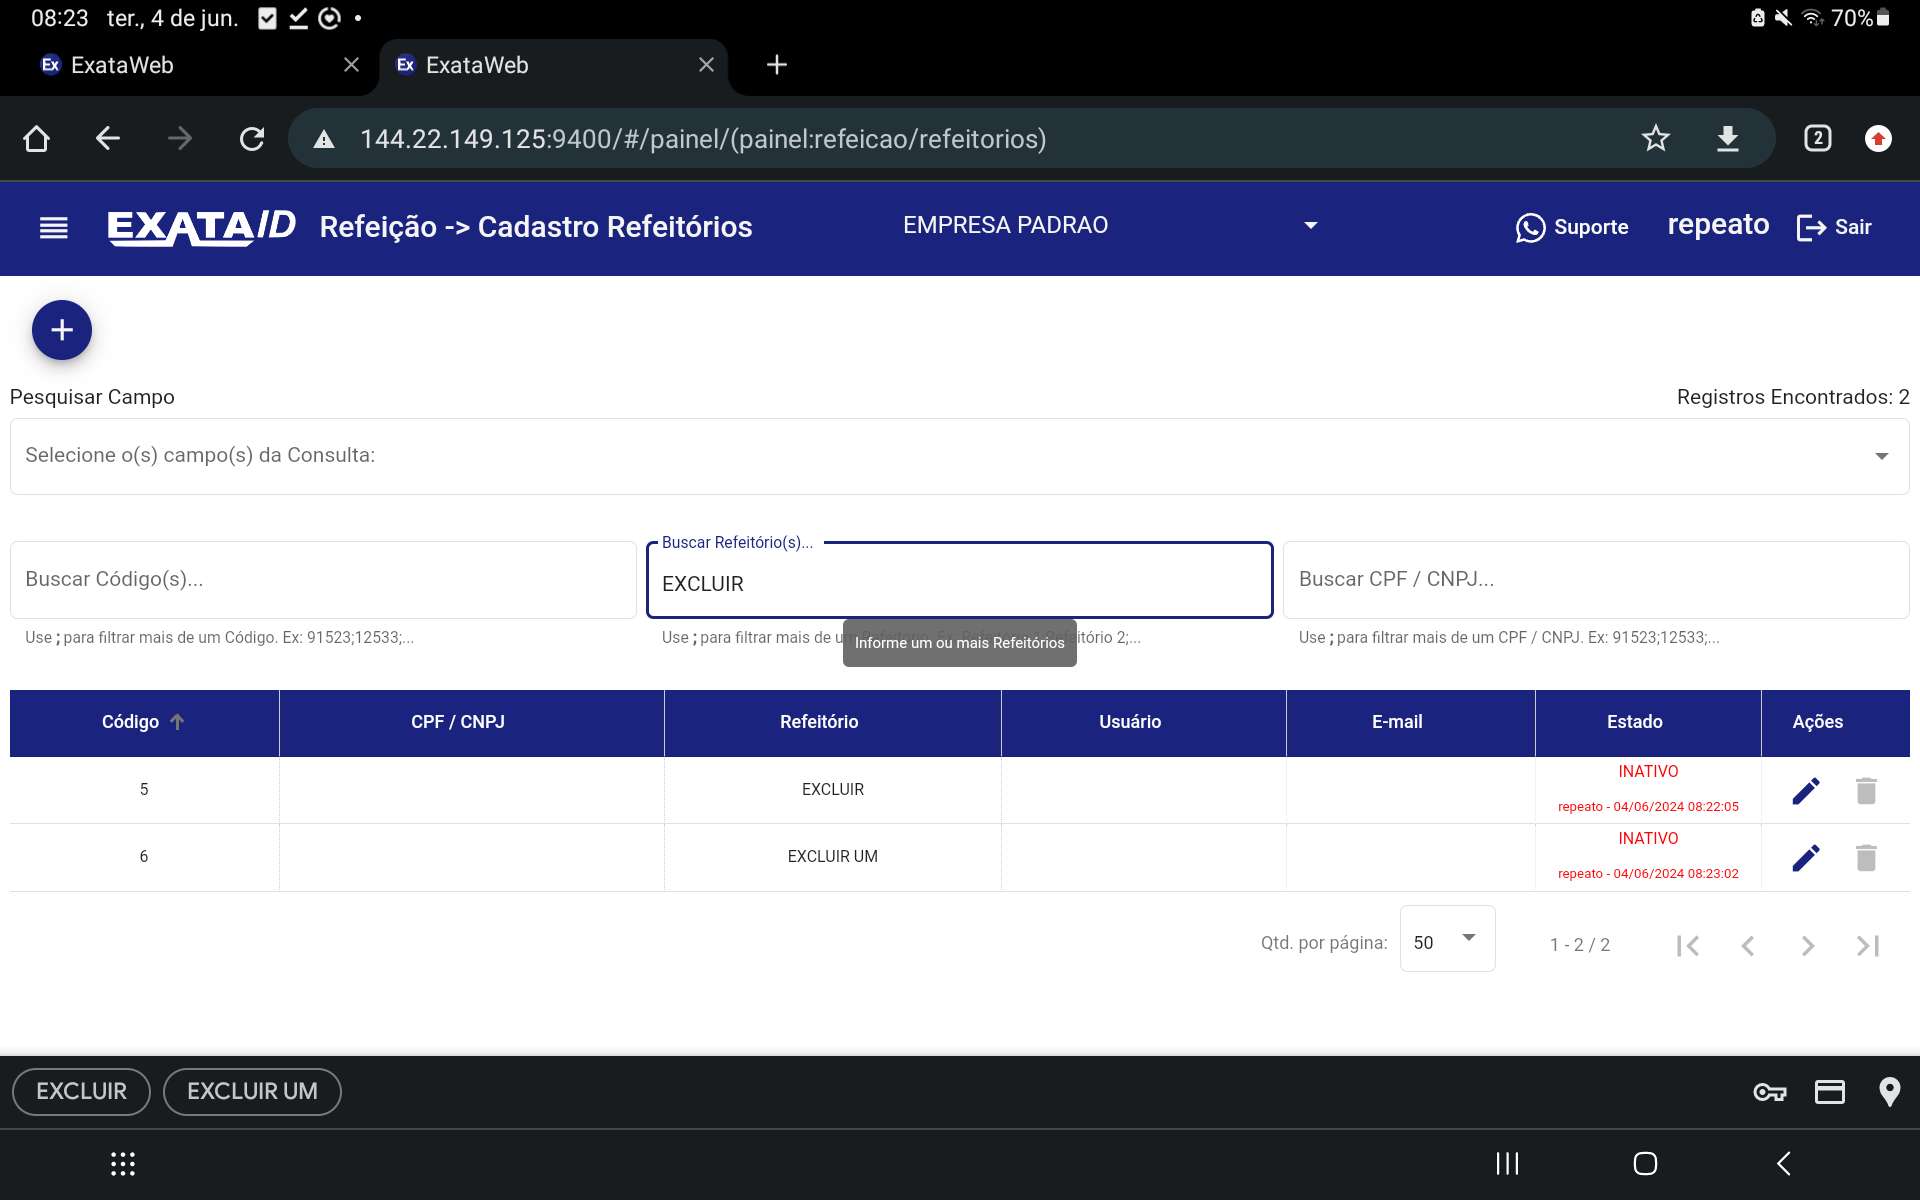 08:23 ter., 4 de jun.
70%
Ex ExataWeb
Ex ExataWeb
144.22.149.125:9400/#/painel/(painel:refeicao/refeitorios)
2
EXATAID Refeição -> Cadastro Refeitórios EMPRESA PADRAO Suporte repeato Sair
Pesquisar Campo
Registros Encontrados: 2
Selecione o(s) campo(s) da Consulta:
Buscar Código(s)...
Buscar Refeitório(s)...
EXCLUIR
Buscar CPF / CNPJ...
Use ; para filtrar mais de um Código. Ex: 91523;12533;...
Use ; para filtrar mais de um Refeitório 2;...
Informe um ou mais Refeitórios
Use ; para filtrar mais de um CPF / CNPJ. Ex: 91523;12533;...
Código CPF / CNPJ Refeitório Usuário E-mail Estado Ações
5 EXCLUIR INATIVO
repeato - 04/06/2024 08:22:05
6 EXCLUIR UM INATIVO
repeato - 04/06/2024 08:23:02
Qtd. por página: 50 1 - 2 / 2
EXCLUIR EXCLUIR UM